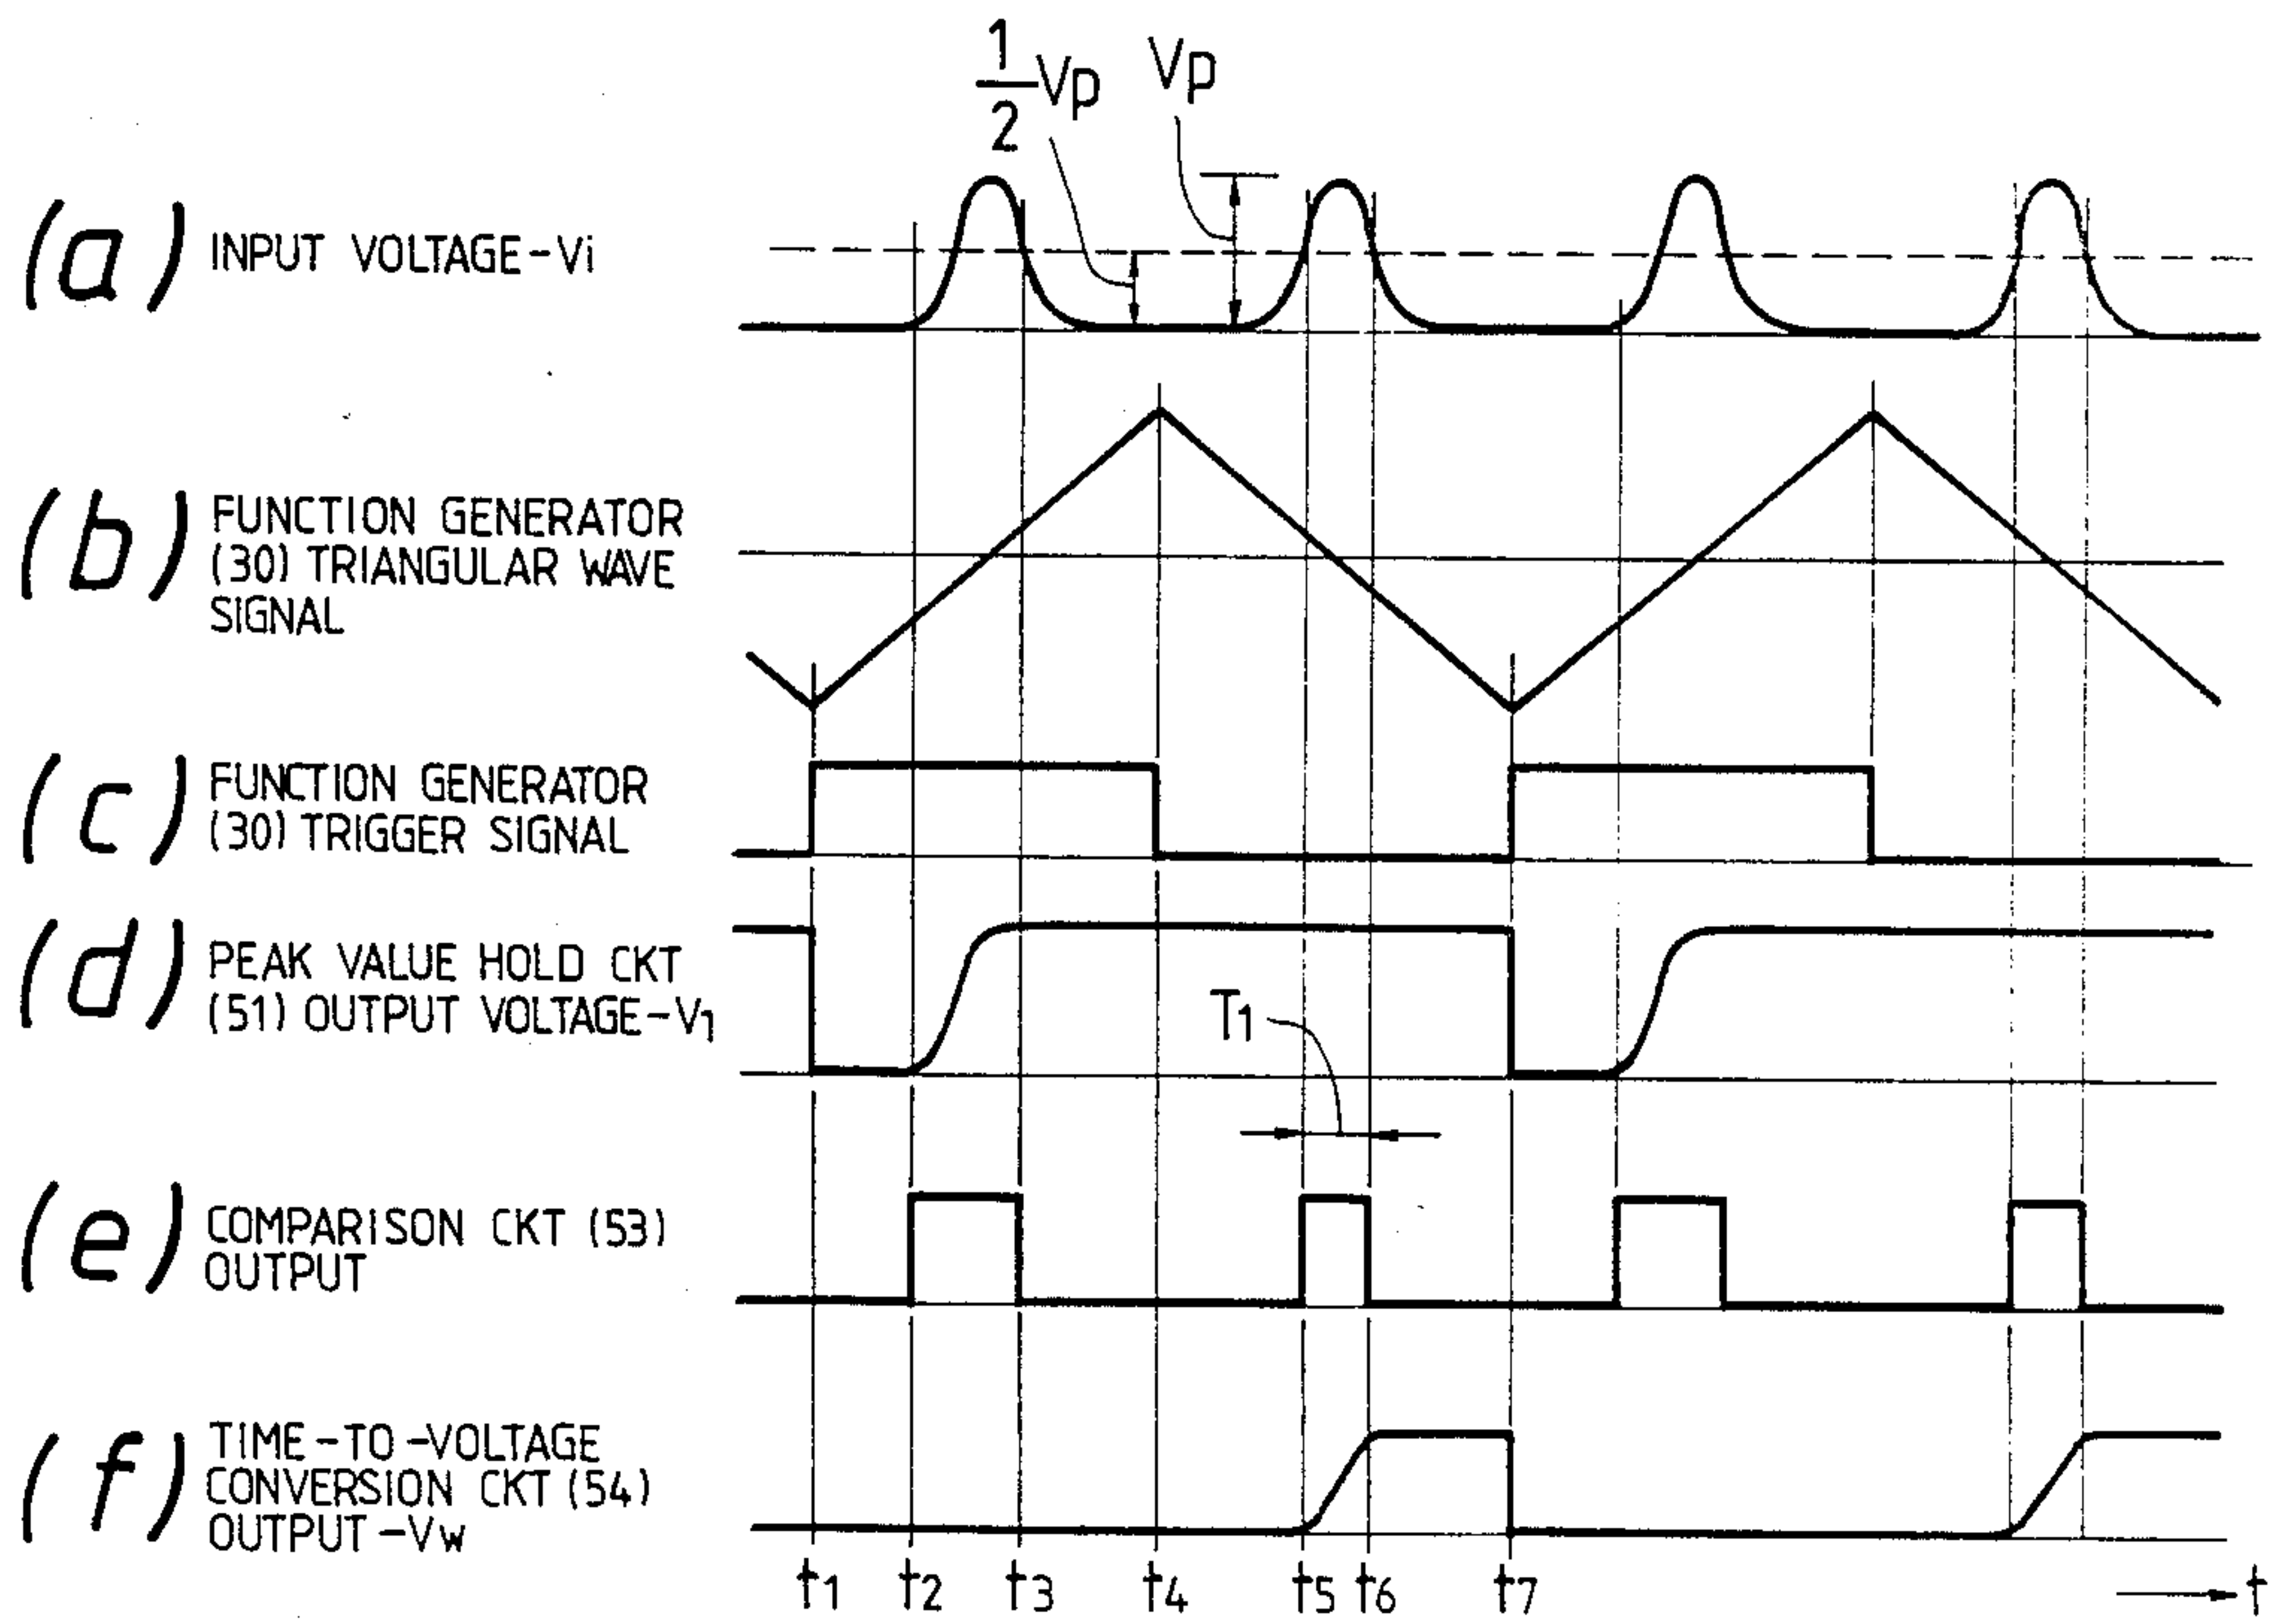 1/2 Vp Vp
(a) INPUT VOLTAGE-Vi
(b) FUNCTION GENERATOR
(30) TRIANGULAR WAVE
SIGNAL
(c) FUNCTION GENERATOR
(30) TRIGGER SIGNAL
(d) PEAK VALUE HOLD CKT
(51) OUTPUT VOLTAGE-V1
T1
(e) COMPARISON CKT (53)
OUTPUT
(f) TIME-TO-VOLTAGE
CONVERSION CKT (54)
OUTPUT-Vw
t1 t2 t3 t4 t5 t6 t7 t